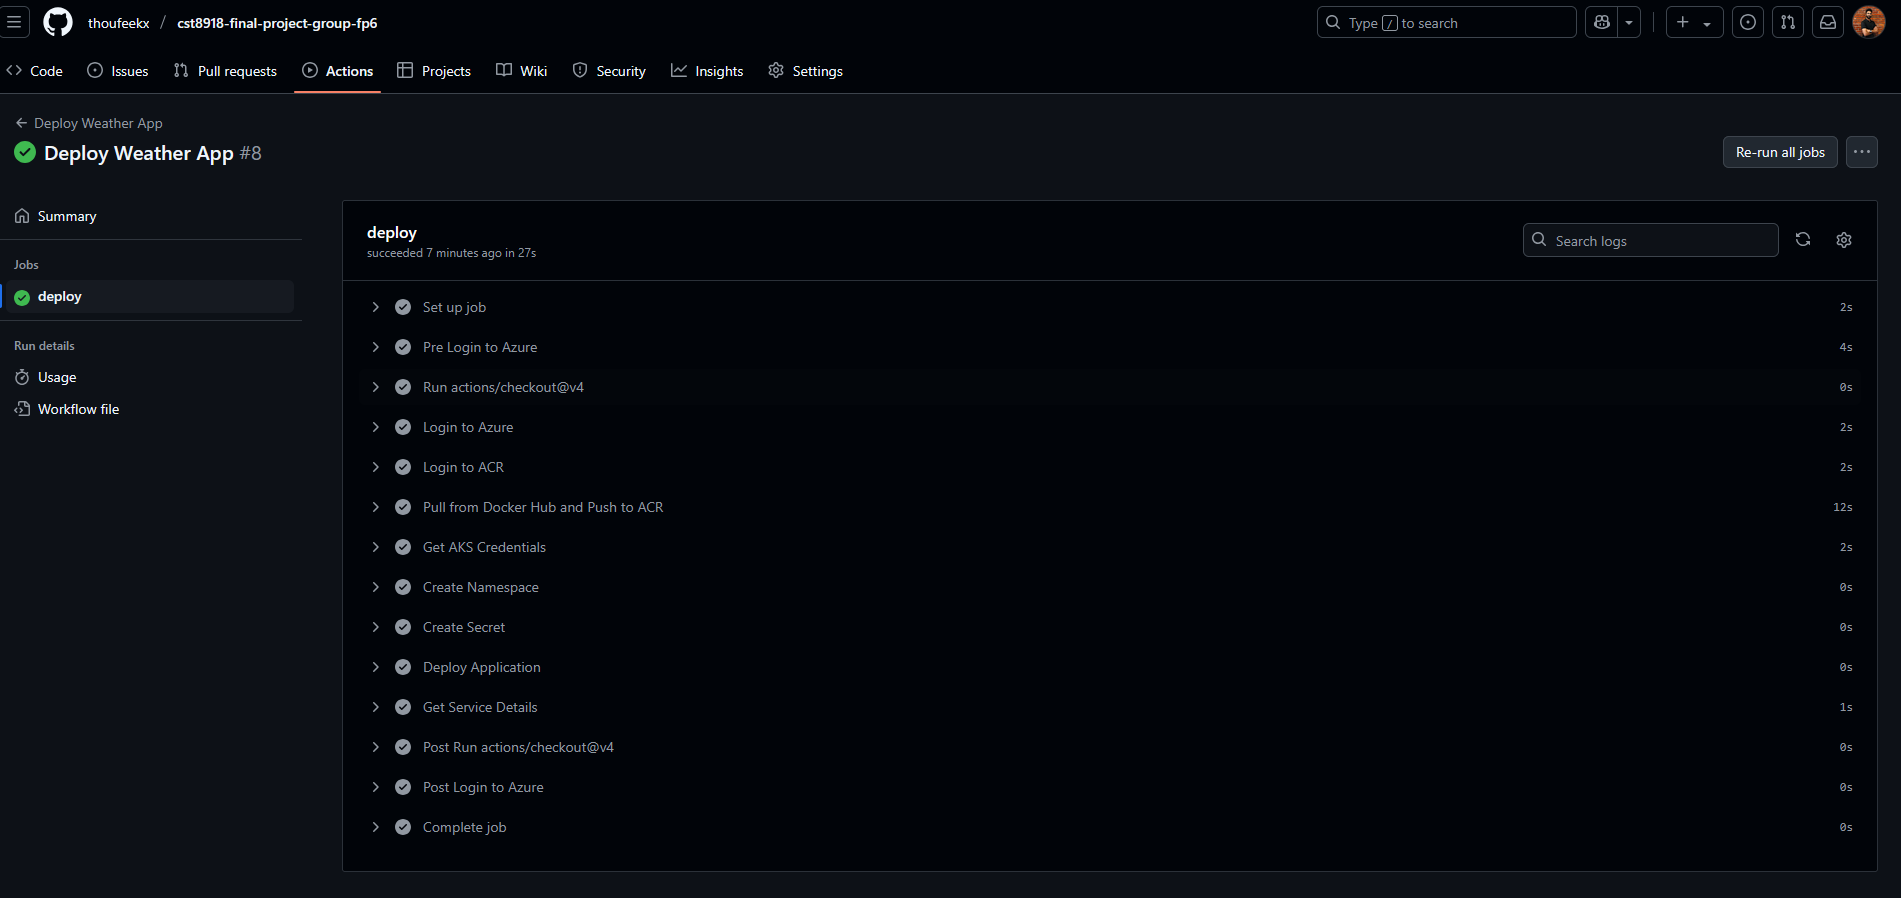 thoufeekx / cst8918-final-project-group-fp6
Type / to search
Code Issues Pull requests Actions Projects Wiki Security Insights Settings
Deploy Weather App
Deploy Weather App #8
Re-run all jobs
Summary
Jobs
deploy
Run details
Usage
Workflow file
deploy
succeeded 7 minutes ago in 27s
Search logs
Set up job 2s
Pre Login to Azure 4s
Run actions/checkout@v4 0s
Login to Azure 2s
Login to ACR 2s
Pull from Docker Hub and Push to ACR 12s
Get AKS Credentials 2s
Create Namespace 0s
Create Secret 0s
Deploy Application 0s
Get Service Details 1s
Post Run actions/checkout@v4 0s
Post Login to Azure 0s
Complete job 0s